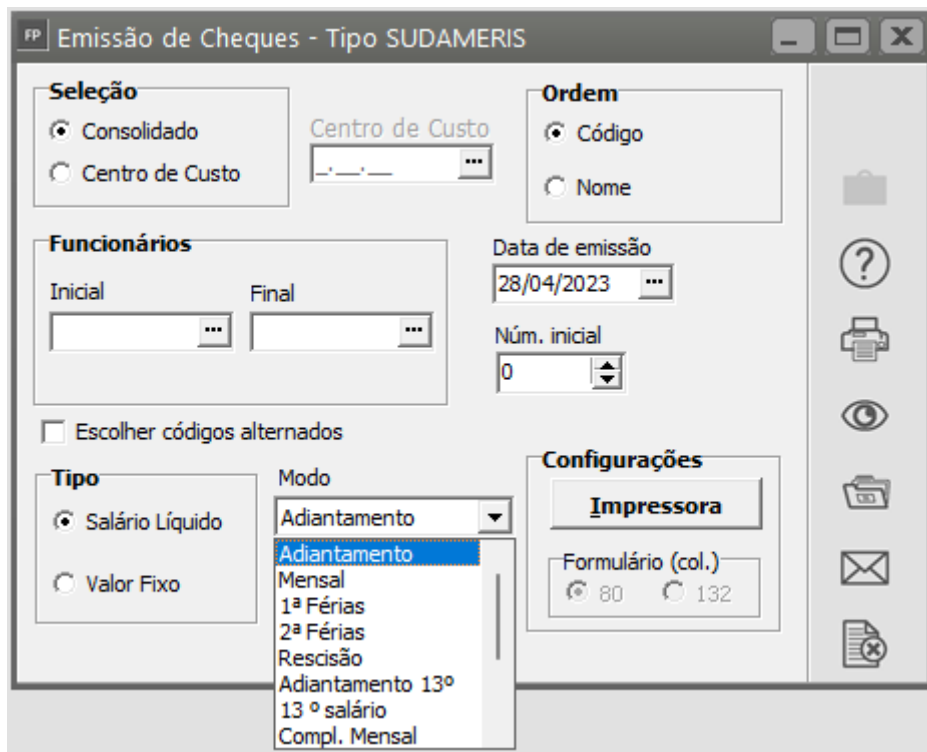 FP Emissão de Cheques - Tipo SUDAMERIS
Seleção
Consolidado
Centro de Custo
Centro de Custo
_.__.__
Ordem
Código
Nome
Funcionários
Inicial
Final
Data de emissão
28/04/2023
Núm. inicial
0
Escolher códigos alternados
Tipo
Salário Líquido
Valor Fixo
Modo
Adiantamento
Adiantamento
Mensal
1ª Férias
2ª Férias
Rescisão
Adiantamento 13º
13 º salário
Compl. Mensal
Configurações
Impressora
Formulário (col.)
80 132